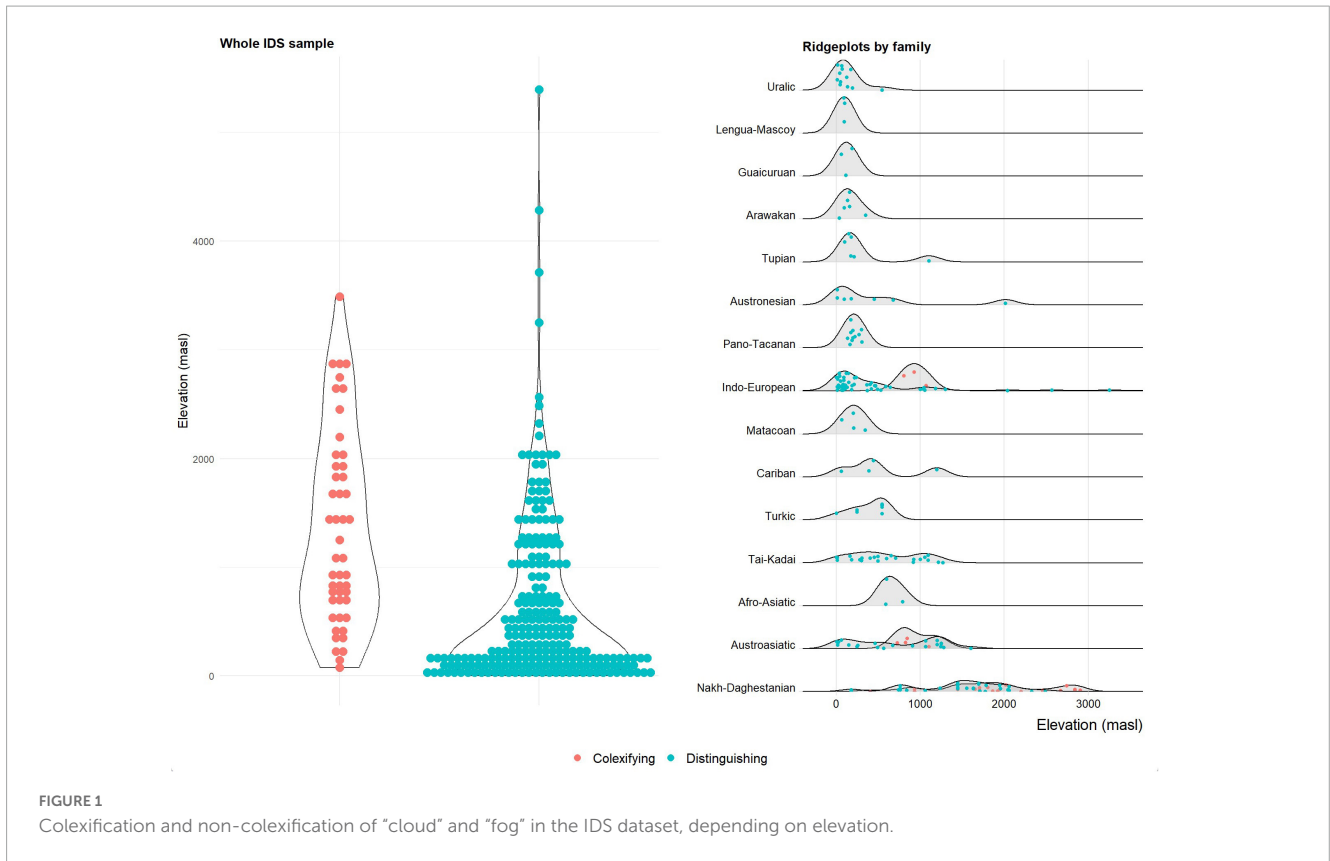 Whole IDS sample
Elevation (masl)
4000
2000
0
Ridgeplots by family
Uralic
Lengua-Mascoy
Guaicuruan
Arawakan
Tupian
Austronesian
Pano-Tacanan
Indo-European
Matacoan
Cariban
Turkic
Tai-Kadai
Afro-Asiatic
Austroasiatic
Nakh-Daghestanian
0 1000 2000 3000
Elevation (masl)
Colexifying Distinguishing
FIGURE 1
Colexification and non-colexification of “cloud” and “fog” in the IDS dataset, depending on elevation.